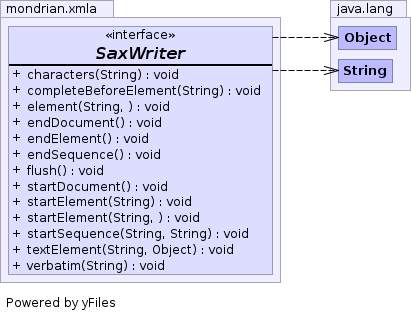 mondrian.xmla
java.lang
«interface»
SaxWriter
+ characters(String) : void
+ completeBeforeElement(String) : void
+ element(String, ) : void
+ endDocument() : void
+ endElement() : void
+ endSequence() : void
+ flush() : void
+ startDocument() : void
+ startElement(String) : void
+ startElement(String, ) : void
+ startSequence(String, String) : void
+ textElement(String, Object) : void
+ verbatim(String) : void
Object
String
Powered by yFiles